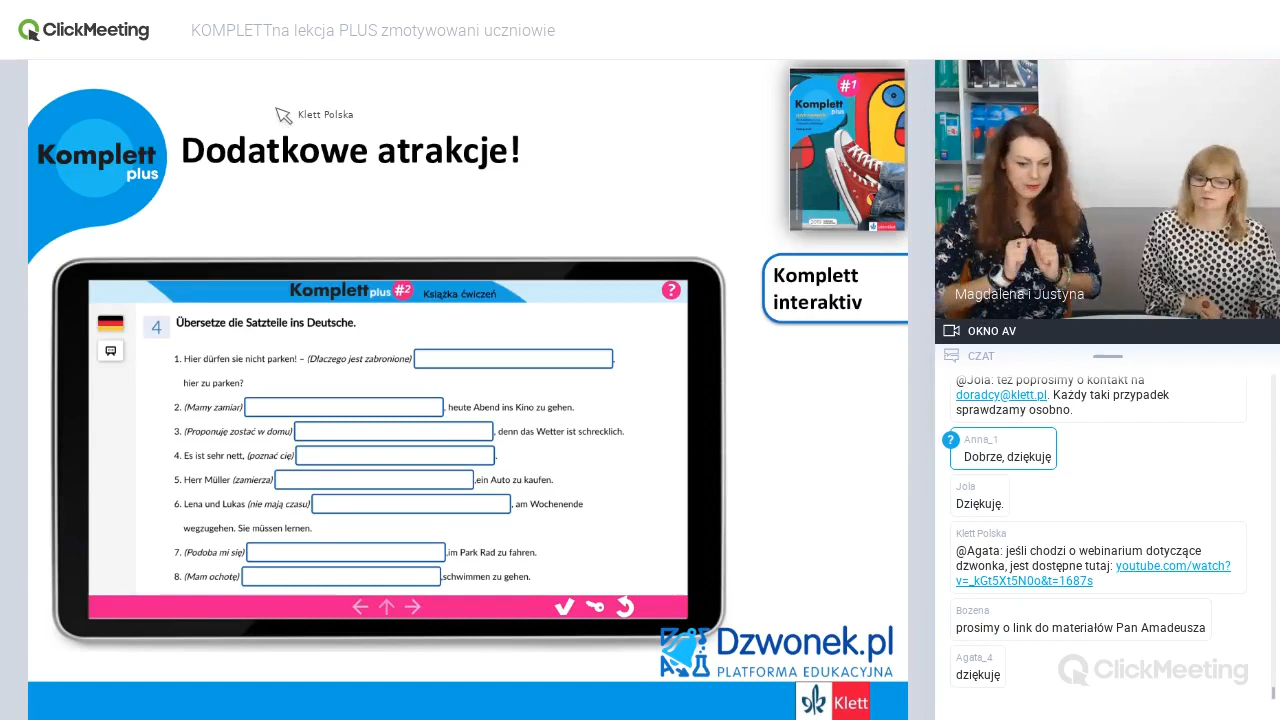 ClickMeeting
KOMPLETTna lekcja PLUS zmotywowani uczniowie
Klett Polska
Komplett
plus
Dodatkowe atrakcje!
#1
Komplett
plus
Komplett
interaktiv
Komplett plus #2 Książka ćwiczeń
?
4 Übersetze die Satzteile ins Deutsche.
1. Hier dürfen sie nicht parken! – (Dlaczego jest zabronione)
hier zu parken?
2. (Mamy zamiar) , heute Abend ins Kino zu gehen.
3. (Proponuję zostać w domu) , denn das Wetter ist schrecklich.
4. Es ist sehr nett, (poznać cię) .
5. Herr Müller (zamierza) ,ein Auto zu kaufen.
6. Lena und Lukas (nie mają czasu) , am Wochenende
wegzugehen. Sie müssen lernen.
7. (Podoba mi się) ,im Park Rad zu fahren.
8. (Mam ochotę) ,schwimmen zu gehen.
Dzwonek.pl
PLATFORMA EDUKACYJNA
Klett
Magdalena i Justyna
OKNO AV
CZAT
@Jola: też poprosimy o kontakt na
doradcy@klett.pl. Każdy taki przypadek
sprawdzamy osobno.
?
Anna_1
Dobrze, dziękuję
Jola
Dziękuję.
Klett Polska
@Agata: jeśli chodzi o webinarium dotyczące
dzwonka, jest dostępne tutaj: youtube.com/watch?
v=_kGt5Xt5N0o&t=1687s
Bozena
prosimy o link do materiałów Pan Amadeusza
Agata_4
dziękuję
ClickMeeting